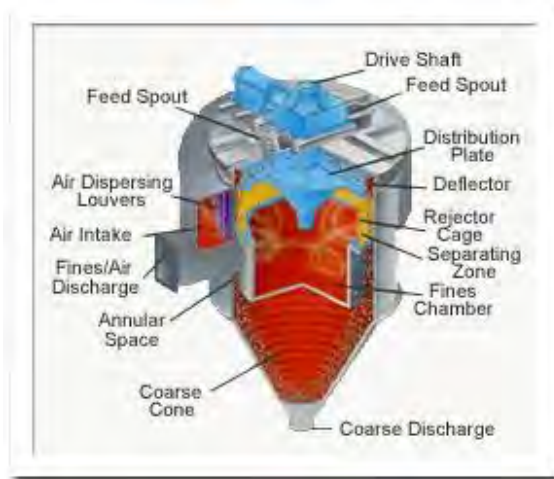 Drive Shaft
Feed Spout
Feed Spout
Distribution
Plate
Deflector
Air Dispersing
Louvers
Rejector
Cage
Air Intake
Separating
Zone
Fines/Air
Discharge
Fines
Chamber
Annular
Space
Coarse
Cone
Coarse Discharge